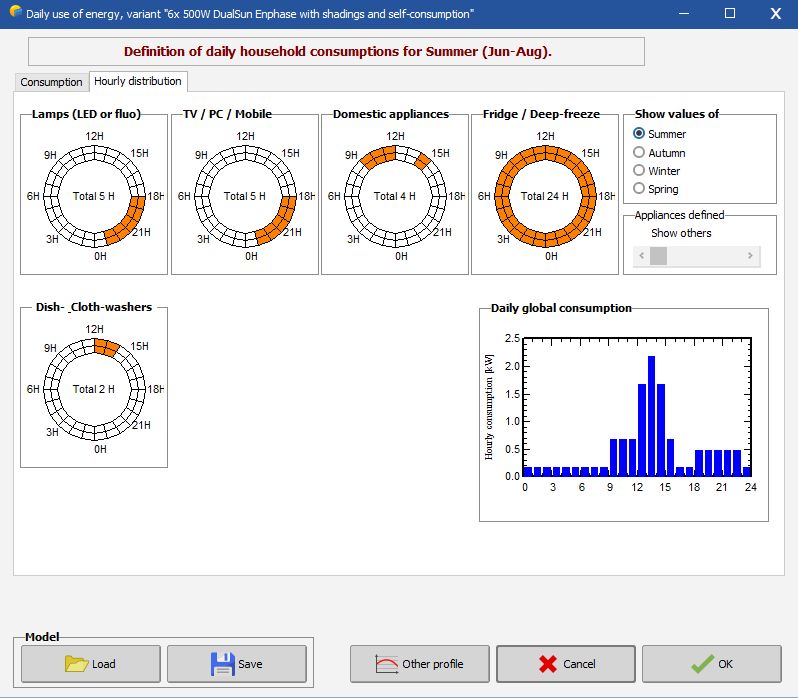 Daily use of energy, variant "6x 500W DualSun Enphase with shadings and self-consumption"
Definition of daily household consumptions for Summer (Jun-Aug).
Consumption Hourly distribution
Lamps (LED or fluo)
12H
9H 15H
6H Total 5 H 18H
3H 21H
0H
TV / PC / Mobile
12H
9H 15H
6H Total 5 H 18H
3H 21H
0H
Domestic appliances
12H
9H 15H
6H Total 4 H 18H
3H 21H
0H
Fridge / Deep-freeze
12H
9H 15H
6H Total 24 H 18H
3H 21H
0H
Show values of
Summer
Autumn
Winter
Spring
Appliances defined
Show others
Dish- _Cloth-washers
12H
9H 15H
6H Total 2 H 18H
3H 21H
0H
Daily global consumption
Hourly consumption [kW]
2.5
2.0
1.5
1.0
0.5
0.0
0 3 6 9 12 15 18 21 24
Model
Load Save Other profile Cancel OK